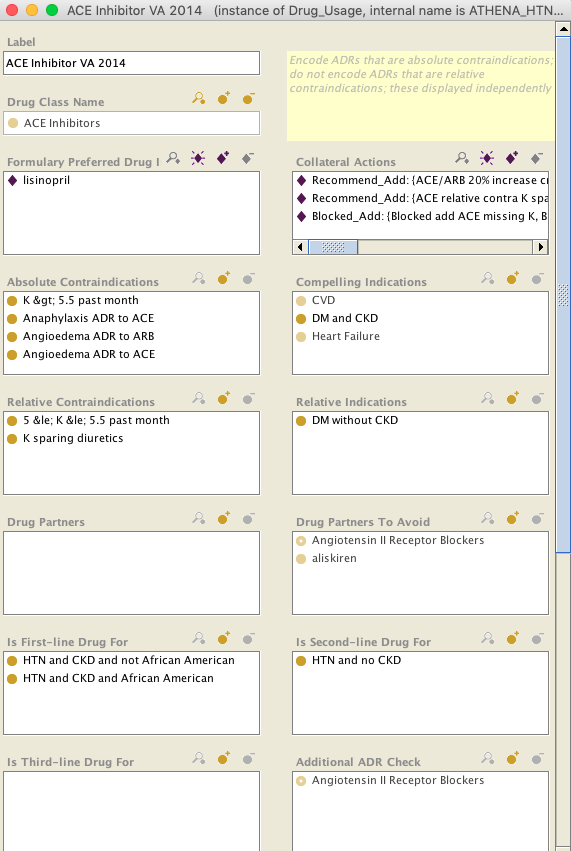 ACE Inhibitor VA 2014   (instance of Drug_Usage, internal name is ATHENA_HTN...
Label
ACE Inhibitor VA 2014
Encode ADRs that are absolute contraindications;
do not encode ADRs that are relative
contraindications; these displayed independently
Drug Class Name
ACE Inhibitors
Formulary Preferred Drug I
lisinopril
Collateral Actions
Recommend_Add: {ACE/ARB 20% increase cr
Recommend_Add: {ACE relative contra K spa
Blocked_Add: {Blocked add ACE missing K, B
Absolute Contraindications
K &gt; 5.5 past month
Anaphylaxis ADR to ACE
Angioedema ADR to ARB
Angioedema ADR to ACE
Compelling Indications
CVD
DM and CKD
Heart Failure
Relative Contraindications
5 &le; K &le; 5.5 past month
K sparing diuretics
Relative Indications
DM without CKD
Drug Partners
Drug Partners To Avoid
Angiotensin II Receptor Blockers
aliskiren
Is First-line Drug For
HTN and CKD and not African American
HTN and CKD and African American
Is Second-line Drug For
HTN and no CKD
Is Third-line Drug For
Additional ADR Check
Angiotensin II Receptor Blockers